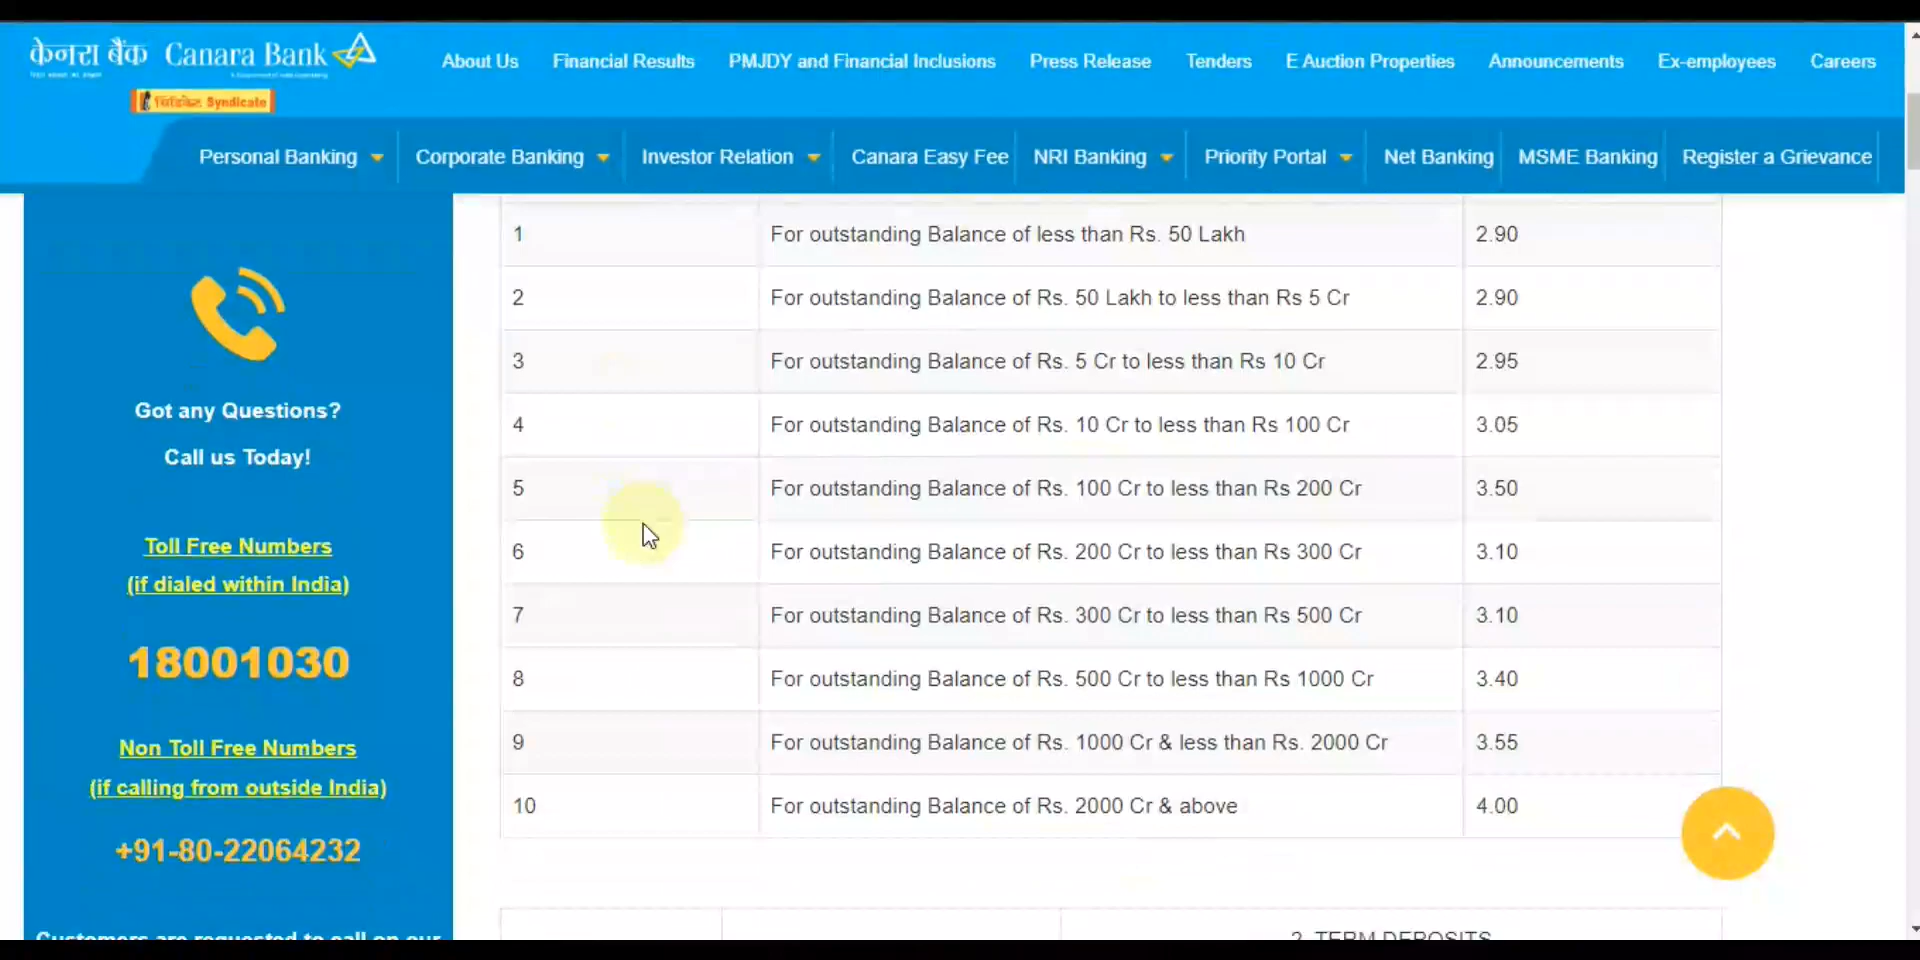 केनरा बैंक Canara Bank
सिंडिकेट Syndicate
About Us Financial Results PMJDY and Financial Inclusions Press Release Tenders E Auction Properties Announcements Ex-employees Careers
Personal Banking Corporate Banking Investor Relation Canara Easy Fee NRI Banking Priority Portal Net Banking MSME Banking Register a Grievance
Got any Questions?
Call us Today!
Toll Free Numbers
(if dialed within India)
18001030
Non Toll Free Numbers
(if calling from outside India)
+91-80-22064232
Customers are requested to call on our
1 For outstanding Balance of less than Rs. 50 Lakh 2.90
2 For outstanding Balance of Rs. 50 Lakh to less than Rs 5 Cr 2.90
3 For outstanding Balance of Rs. 5 Cr to less than Rs 10 Cr 2.95
4 For outstanding Balance of Rs. 10 Cr to less than Rs 100 Cr 3.05
5 For outstanding Balance of Rs. 100 Cr to less than Rs 200 Cr 3.50
6 For outstanding Balance of Rs. 200 Cr to less than Rs 300 Cr 3.10
7 For outstanding Balance of Rs. 300 Cr to less than Rs 500 Cr 3.10
8 For outstanding Balance of Rs. 500 Cr to less than Rs 1000 Cr 3.40
9 For outstanding Balance of Rs. 1000 Cr & less than Rs. 2000 Cr 3.55
10 For outstanding Balance of Rs. 2000 Cr & above 4.00
2. TERM DEPOSITS